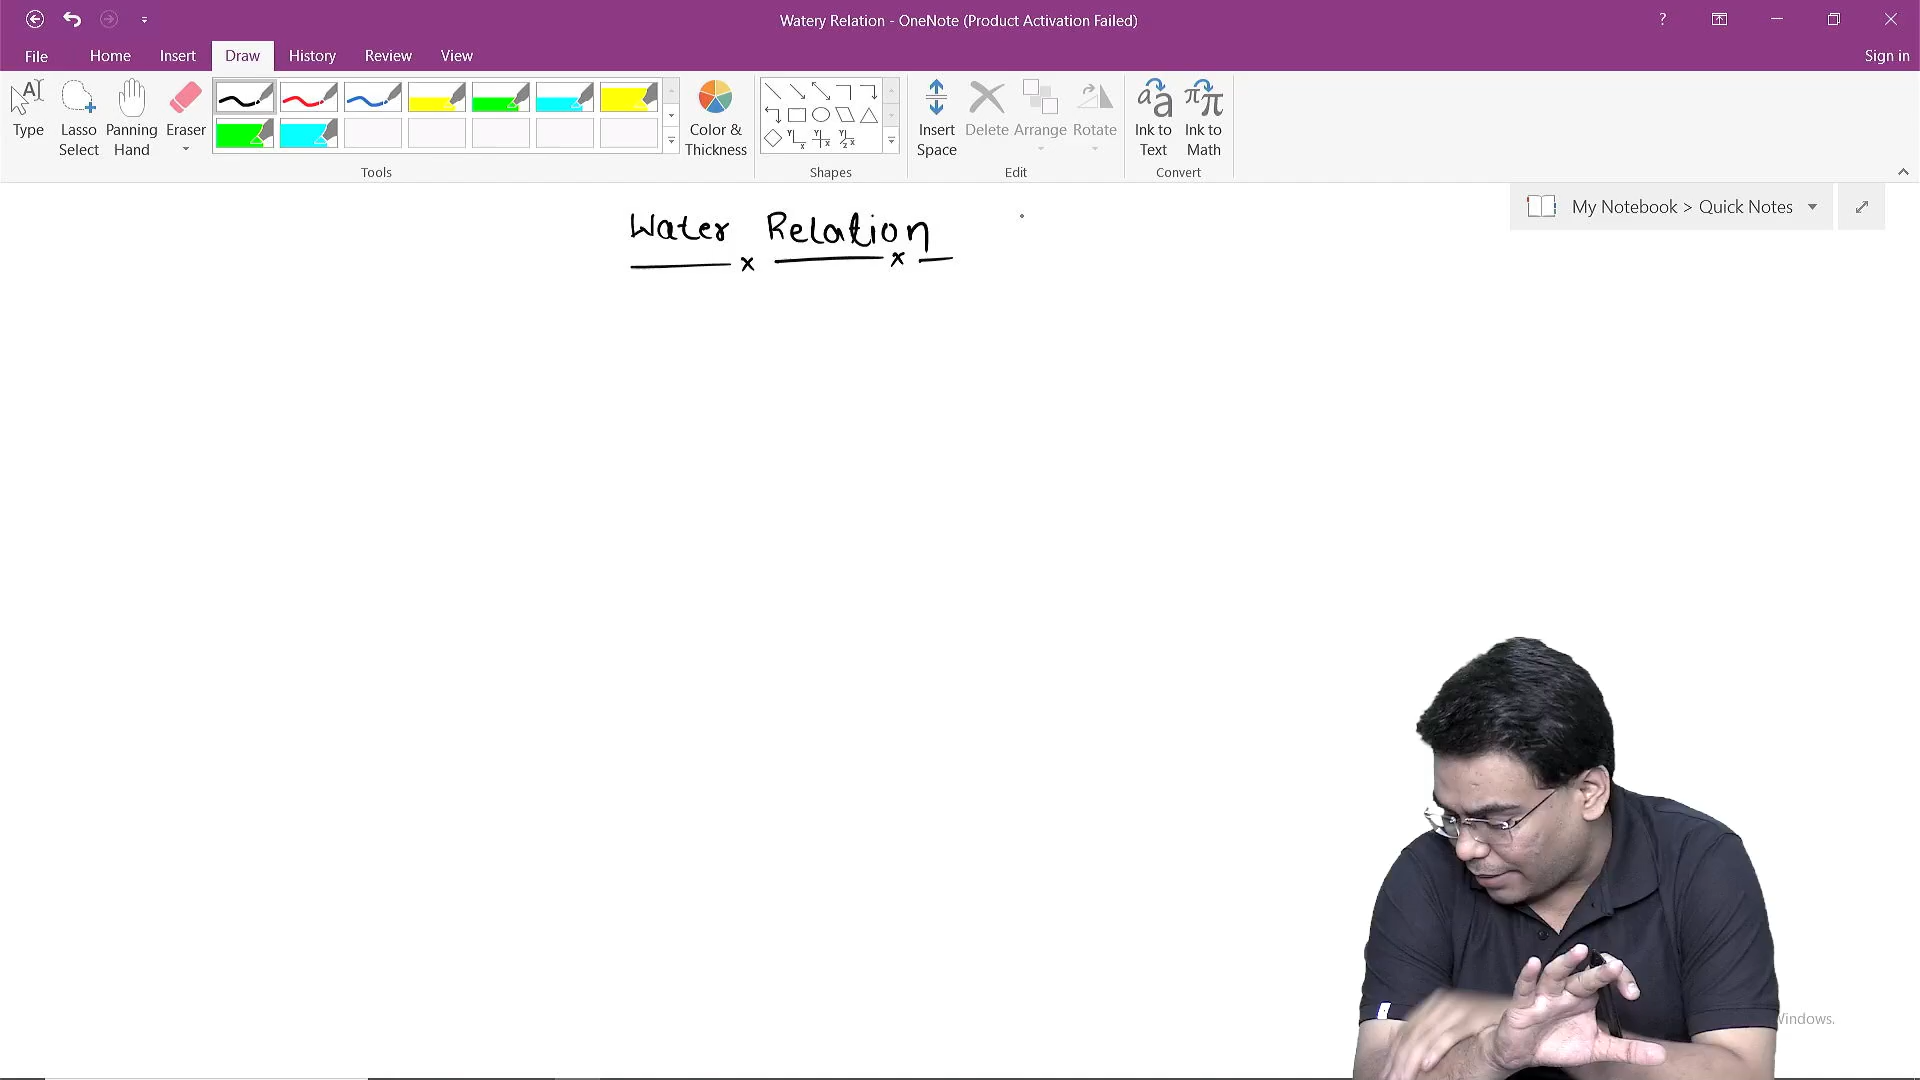 Watery Relation - OneNote (Product Activation Failed)
?
File Home Insert Draw History Review View
Sign in
Type
Lasso Select
Panning Hand
Eraser
Color & Thickness
Insert Space
Delete
Arrange
Rotate
Ink to Text
Ink to Math
Tools
Shapes
Edit
Convert
My Notebook > Quick Notes
Water Relation
x x
Windows.